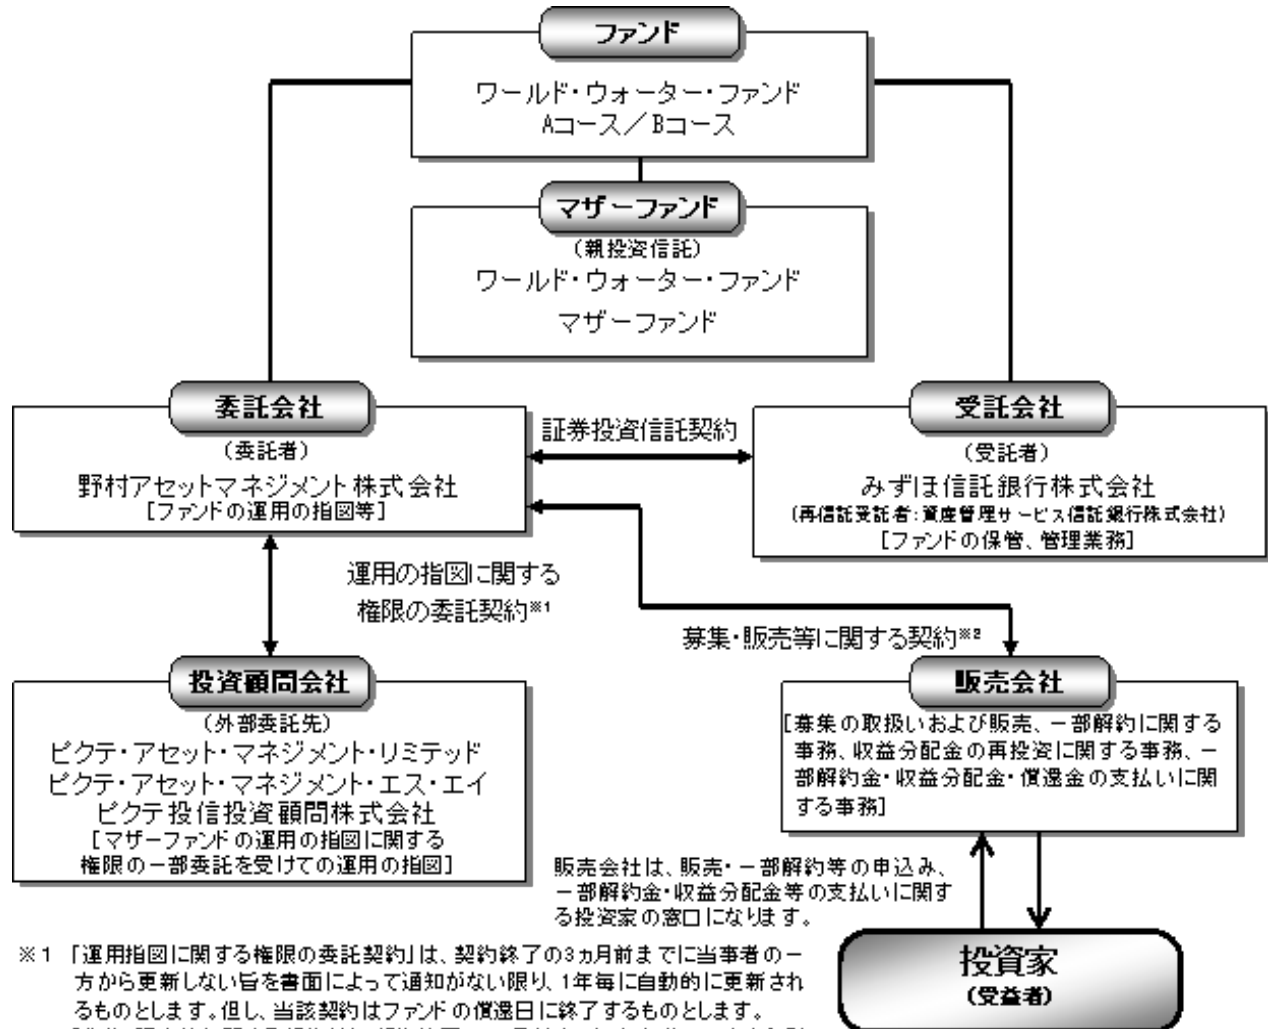 ファンド
ワールド・ウォーター・ファンド
Aコース／Bコース
マザーファンド
（親投資信託）
ワールド・ウォーター・ファンド
マザーファンド
委託会社
（委託者）
野村アセットマネジメント株式会社
［ファンドの運用の指図等］
証券投資信託契約
受託会社
（受託者）
みずほ信託銀行株式会社
（再信託受託者：資産管理サービス信託銀行株式会社）
［ファンドの保管、管理業務］
運用の指図に関する
権限の委託契約※1
募集・販売等に関する契約※2
投資顧問会社
（外部委託先）
ピクテ・アセット・マネジメント・リミテッド
ピクテ・アセット・マネジメント・エス・エイ
ピクテ投信投資顧問株式会社
［マザーファンドの運用の指図に関する
権限の一部委託を受けての運用の指図］
販売会社
［募集の取扱いおよび販売、一部解約に関する
事務、収益分配金の再投資に関する事務、一
部解約金・収益分配金・償還金の支払いに関
する事務］
販売会社は、販売・一部解約等の申込み、
一部解約金・収益分配金等の支払いに関す
る投資家の窓口になります。
投資家
（受益者）
※1 「運用指図に関する権限の委託契約」は、契約終了の3ヵ月前までに当事者の一
方から更新しない旨を書面によって通知がない限り、1年毎に自動的に更新され
るものとします。但し、当該契約はファンドの償還日に終了するものとします。